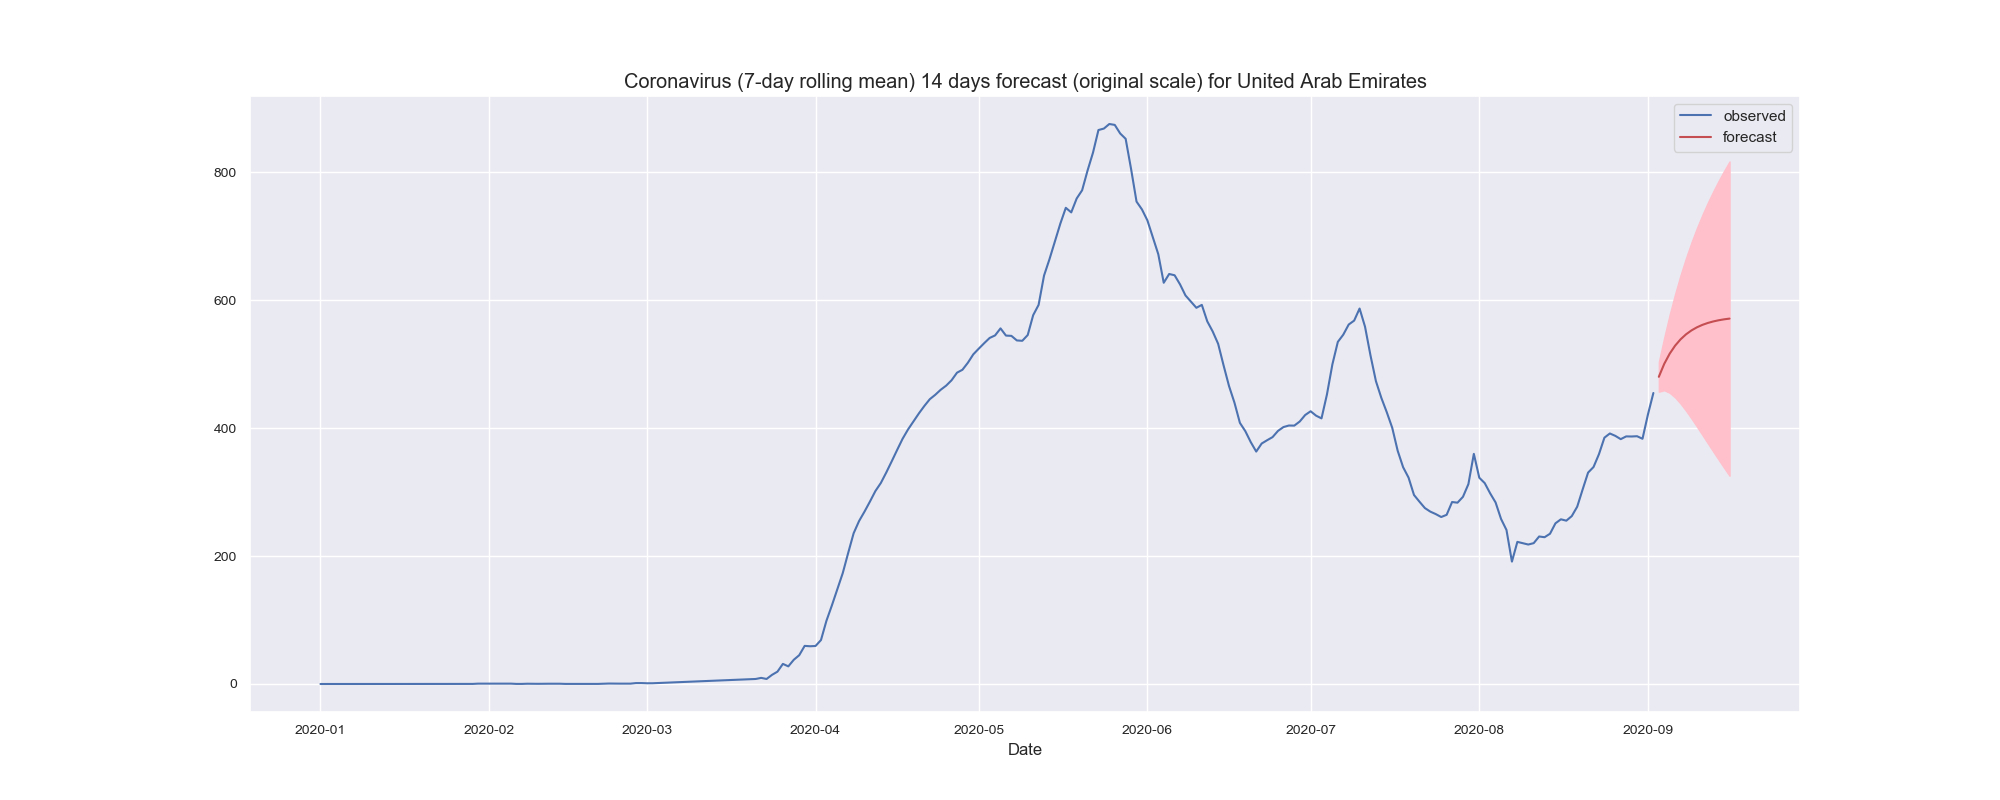 Coronavirus (7-day rolling mean) 14 days forecast (original scale) for United Arab Emirates
observed
forecast
800
600
400
200
0
2020-01 2020-02 2020-03 2020-04 2020-05 2020-06 2020-07 2020-08 2020-09
Date